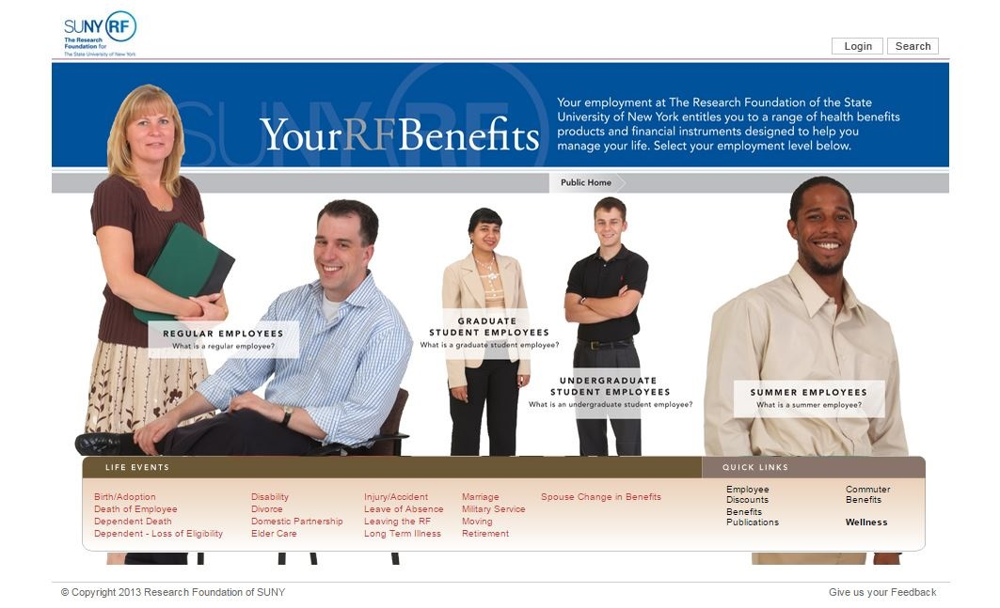 SUNY RF
The Research
Foundation for
The State University of New York
Login
Search
SUNY RF
YourRFBenefits
Your employment at The Research Foundation of the State
University of New York entitles you to a range of health benefits
products and financial instruments designed to help you
manage your life. Select your employment level below.
Public Home
REGULAR EMPLOYEES
What is a regular employee?
GRADUATE
STUDENT EMPLOYEES
What is a graduate student employee?
UNDERGRADUATE
STUDENT EMPLOYEES
What is an undergraduate student employee?
SUMMER EMPLOYEES
What is a summer employee?
LIFE EVENTS
Birth/Adoption
Death of Employee
Dependent Death
Dependent - Loss of Eligibility
Disability
Divorce
Domestic Partnership
Elder Care
Injury/Accident
Leave of Absence
Leaving the RF
Long Term Illness
Marriage
Military Service
Moving
Retirement
Spouse Change in Benefits
QUICK LINKS
Employee
Discounts
Benefits
Publications
Commuter
Benefits
Wellness
© Copyright 2013 Research Foundation of SUNY
Give us your Feedback